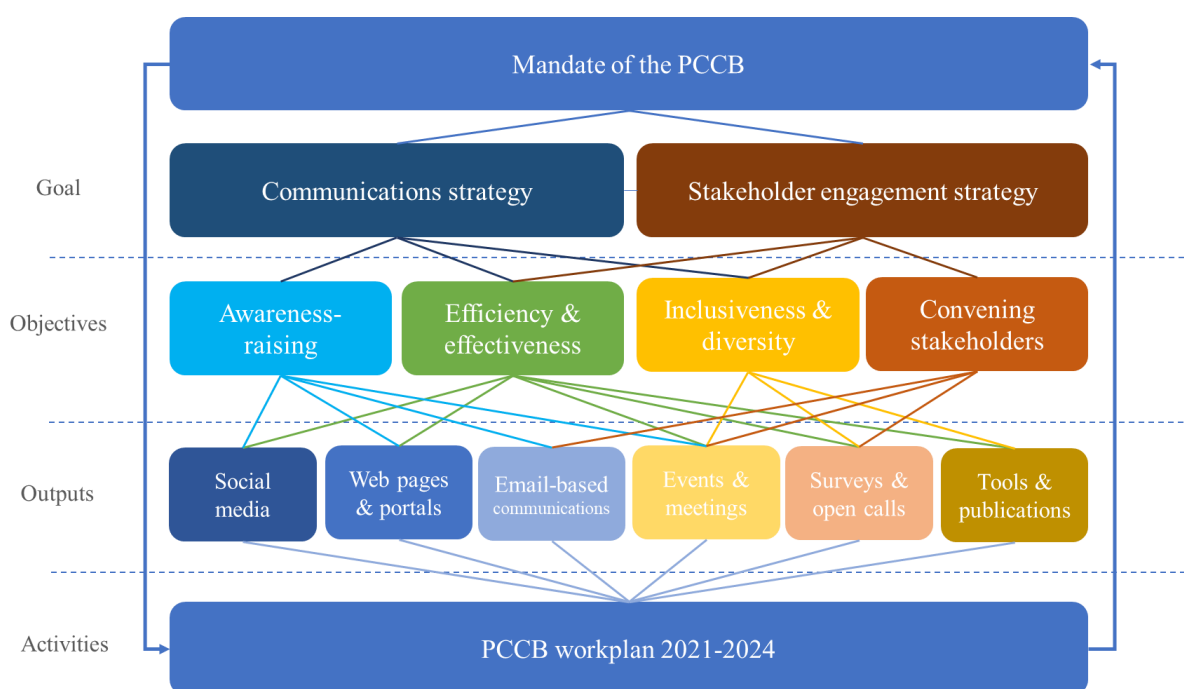 Mandate of the PCCB
Goal
Communications strategy
Stakeholder engagement strategy
Objectives
Awareness-
raising
Efficiency &
effectiveness
Inclusiveness &
diversity
Convening
stakeholders
Outputs
Social
media
Web pages
& portals
Email-based
communications
Events &
meetings
Surveys &
open calls
Tools &
publications
Activities
PCCB workplan 2021-2024